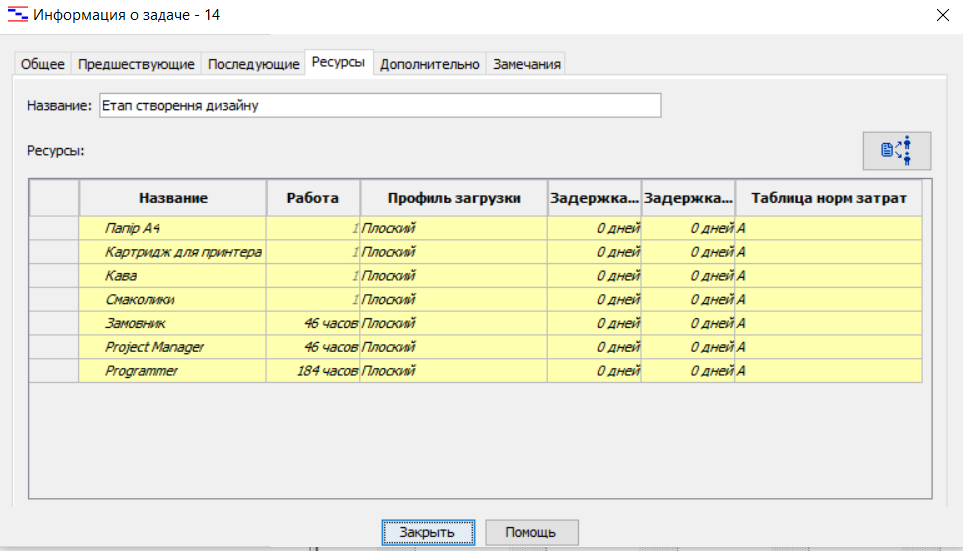 Информация о задаче - 14
Общее Предшествующие Последующие Ресурсы Дополнительно Замечания
Название: Етап створення дизайну
Ресурсы:
Название Работа Профиль загрузки Задержка... Задержка... Таблица норм затрат
Папір А4 1 Плоский 0 дней 0 дней A
Картридж для принтера 1 Плоский 0 дней 0 дней A
Кава 1 Плоский 0 дней 0 дней A
Смаколики 1 Плоский 0 дней 0 дней A
Замовник 46 часов Плоский 0 дней 0 дней A
Project Manager 46 часов Плоский 0 дней 0 дней A
Programmer 184 часов Плоский 0 дней 0 дней A
Закрыть Помощь